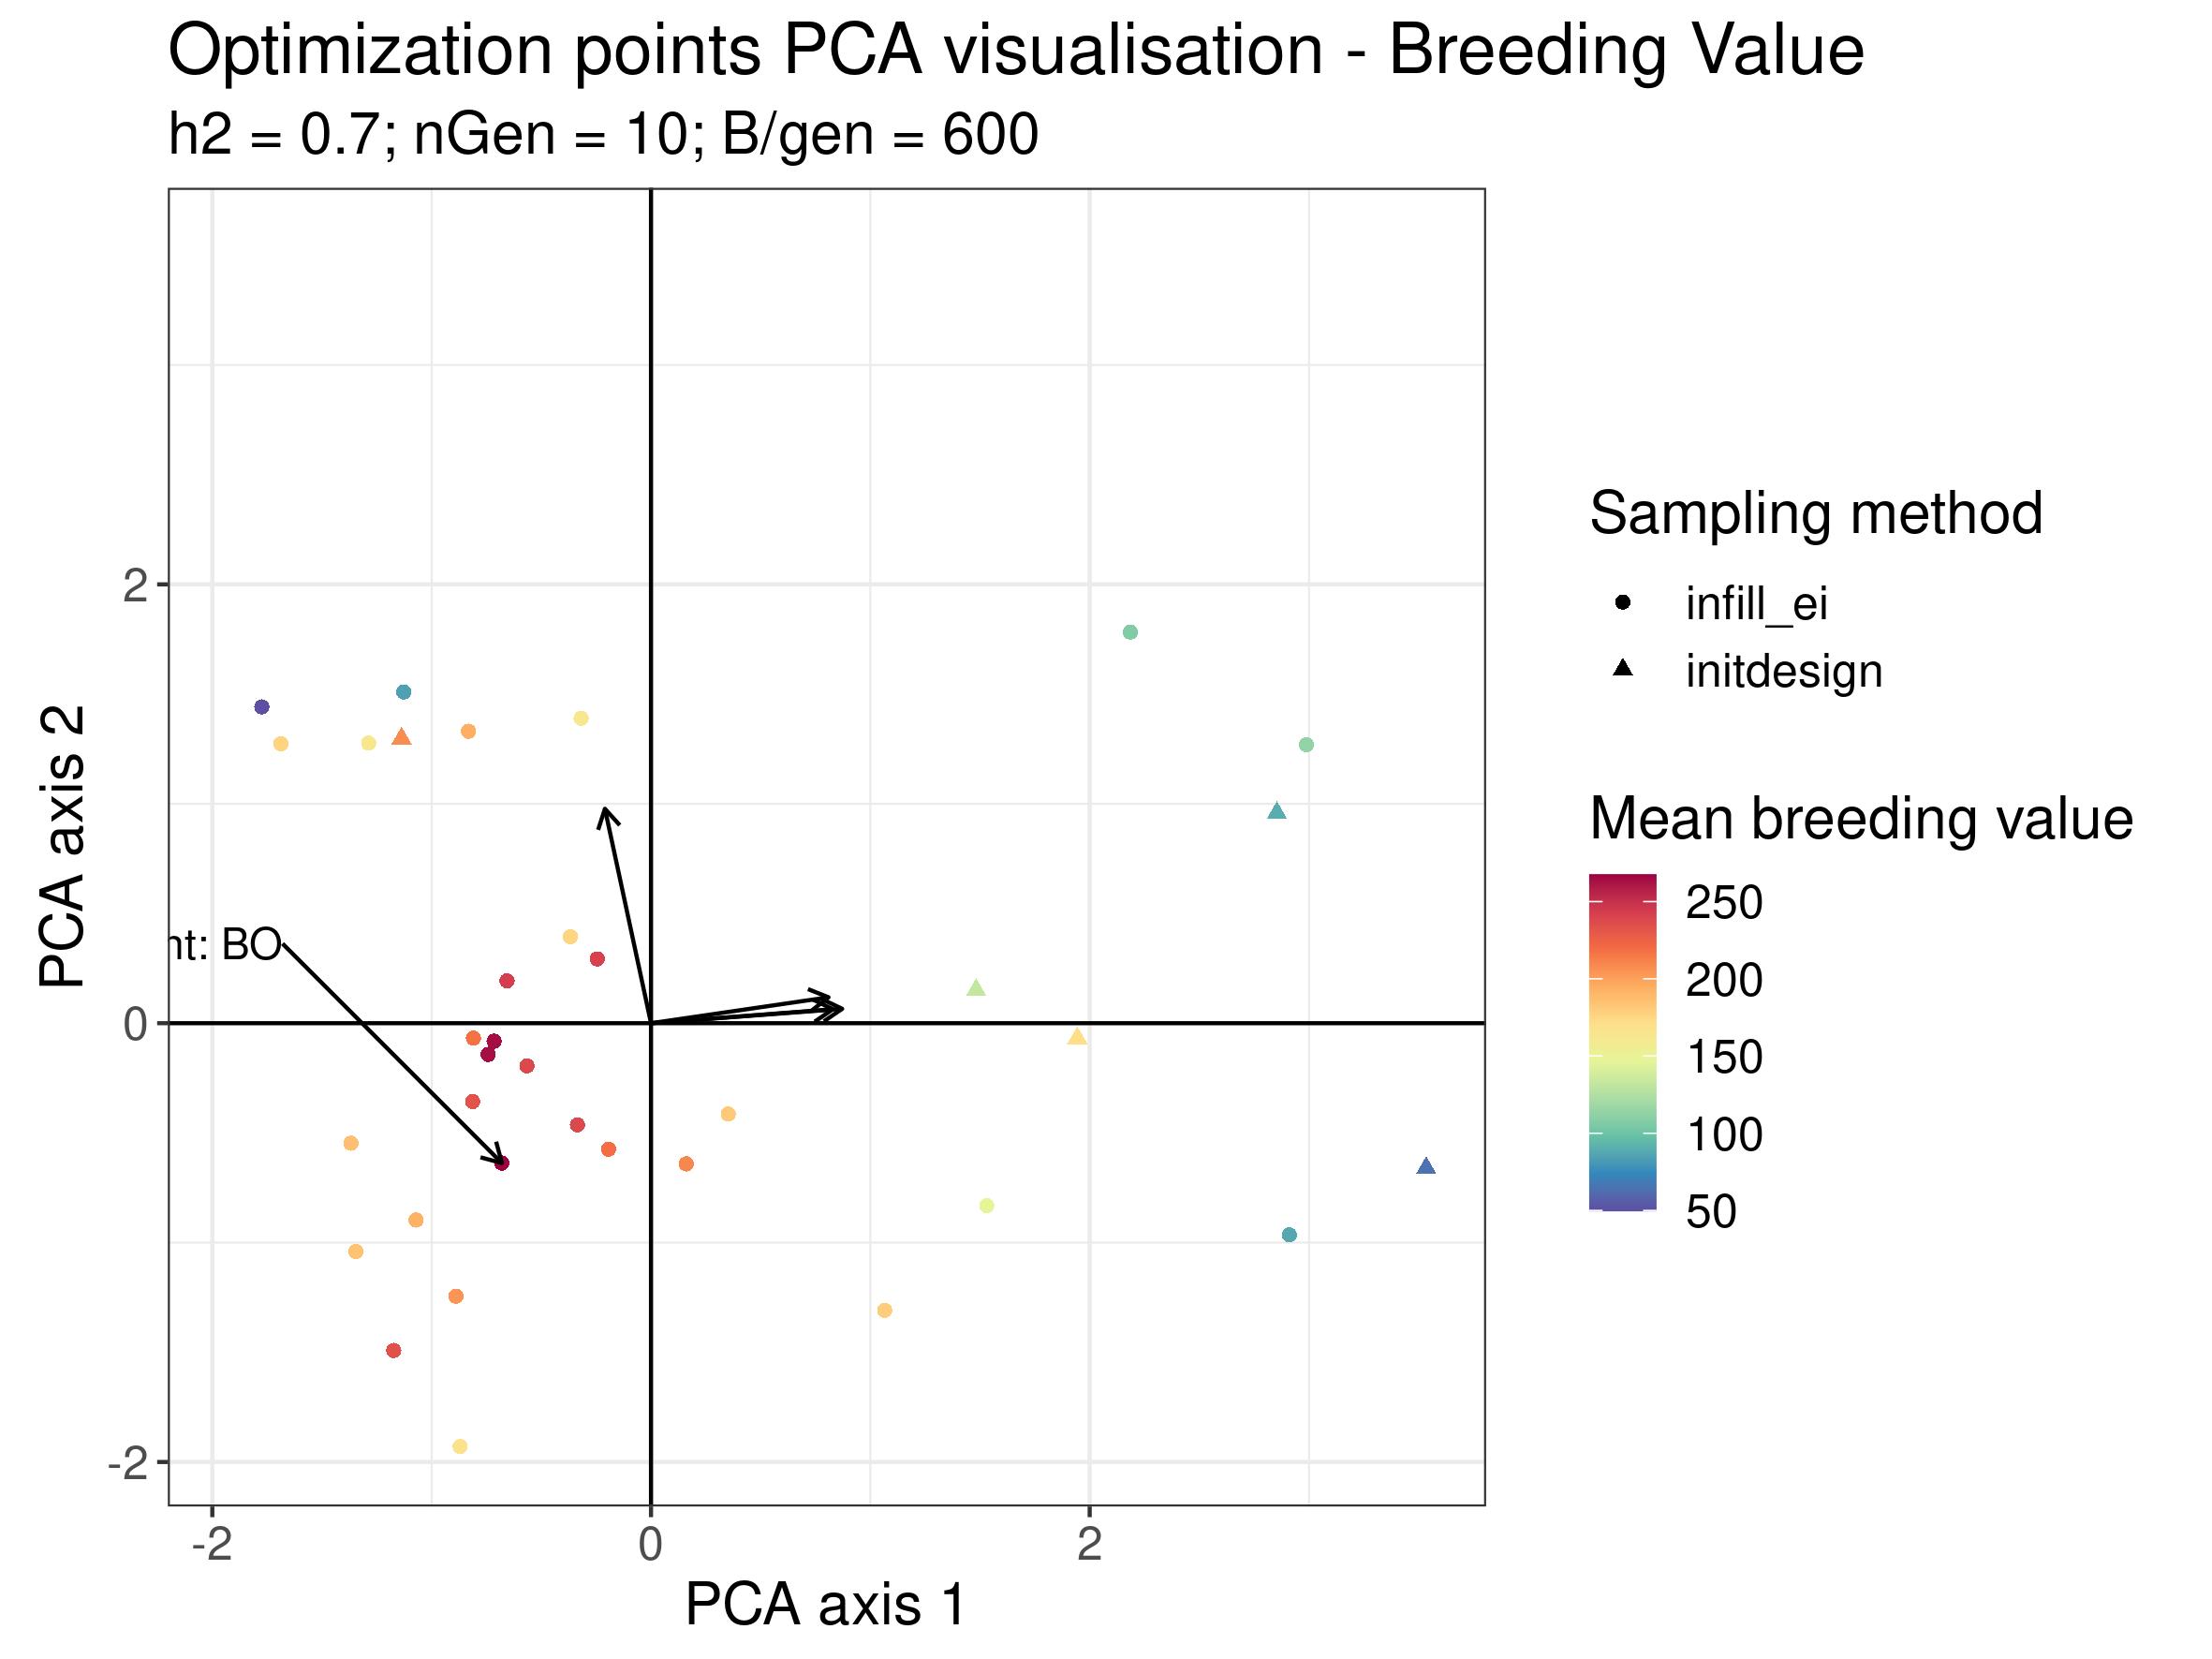 Optimization points PCA visualisation - Breeding Value
h2 = 0.7; nGen = 10; B/gen = 600
PCA axis 2
2
0
-2
BO
-2
0
2
PCA axis 1
Sampling method
infill_ei
initdesign
Mean breeding value
250
200
150
100
50